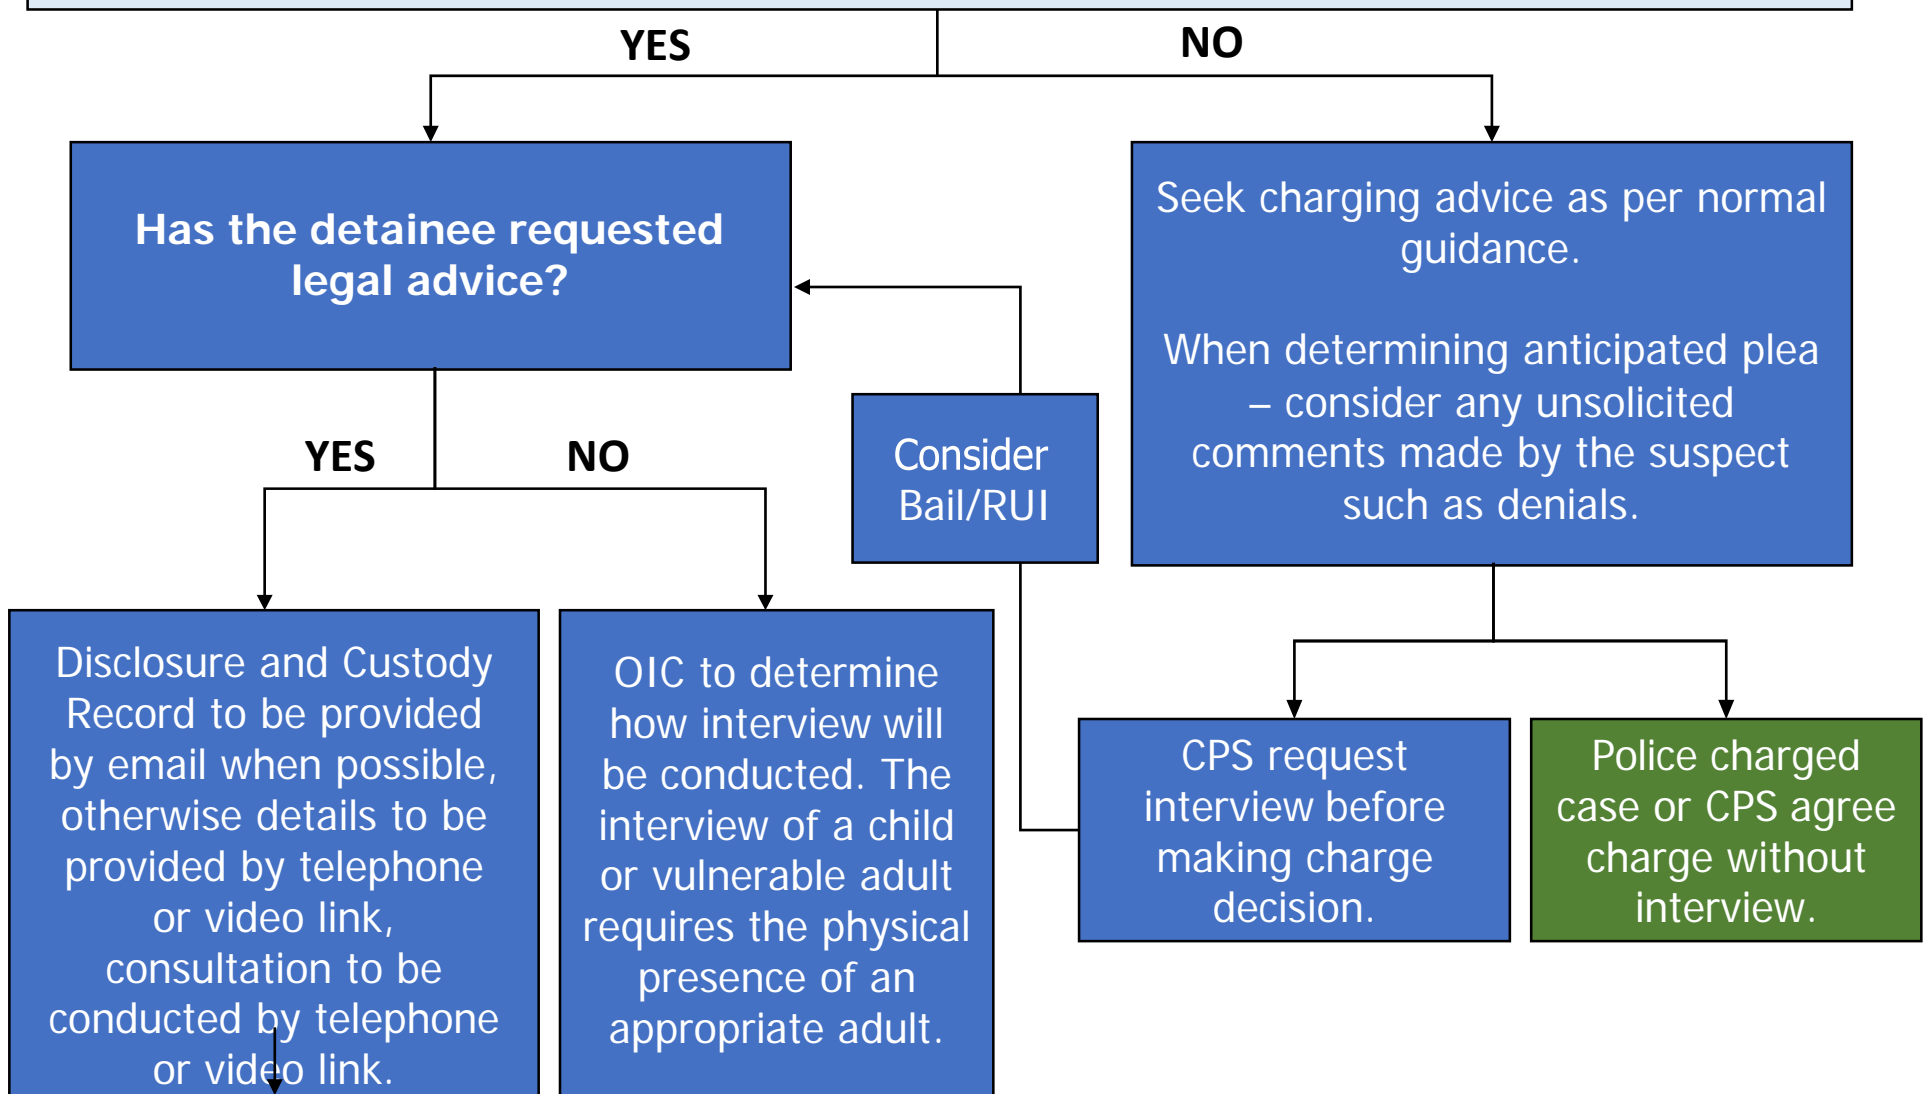 YES
NO
Has the detainee requested
legal advice?
Seek charging advice as per normal
guidance.
When determining anticipated plea
– consider any unsolicited
comments made by the suspect
such as denials.
Consider
Bail/RUI
YES
NO
Disclosure and Custody
Record to be provided
by email when possible,
otherwise details to be
provided by telephone
or video link,
consultation to be
conducted by telephone
or video link.
OIC to determine
how interview will
be conducted. The
interview of a child
or vulnerable adult
requires the physical
presence of an
appropriate adult.
CPS request
interview before
making charge
decision.
Police charged
case or CPS agree
charge without
interview.